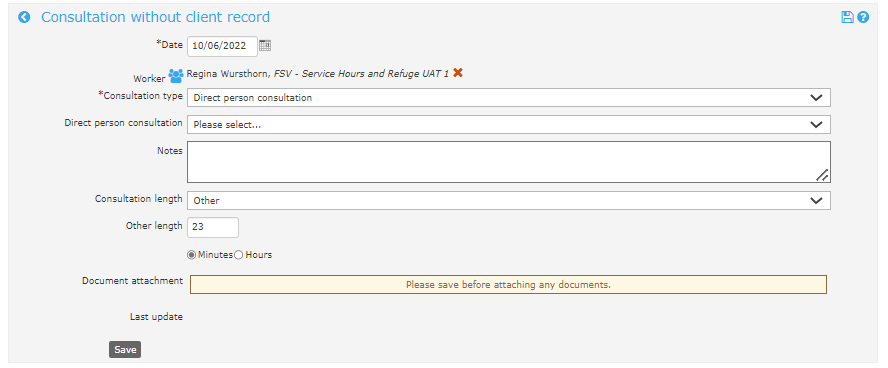 Consultation without client record
*Date 10/06/2022
Worker Regina Wursthorn, FSV - Service Hours and Refuge UAT 1
*Consultation type Direct person consultation
Direct person consultation Please select...
Notes
Consultation length Other
Other length 23
Minutes Hours
Document attachment Please save before attaching any documents.
Last update
Save